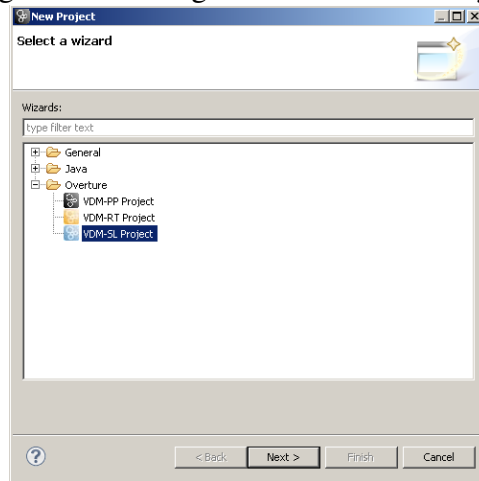 New Project
Select a wizard
Wizards:
type filter text
General
Java
Overture
VDM-PP Project
VDM-RT Project
VDM-SL Project
?
< Back Next > Finish Cancel